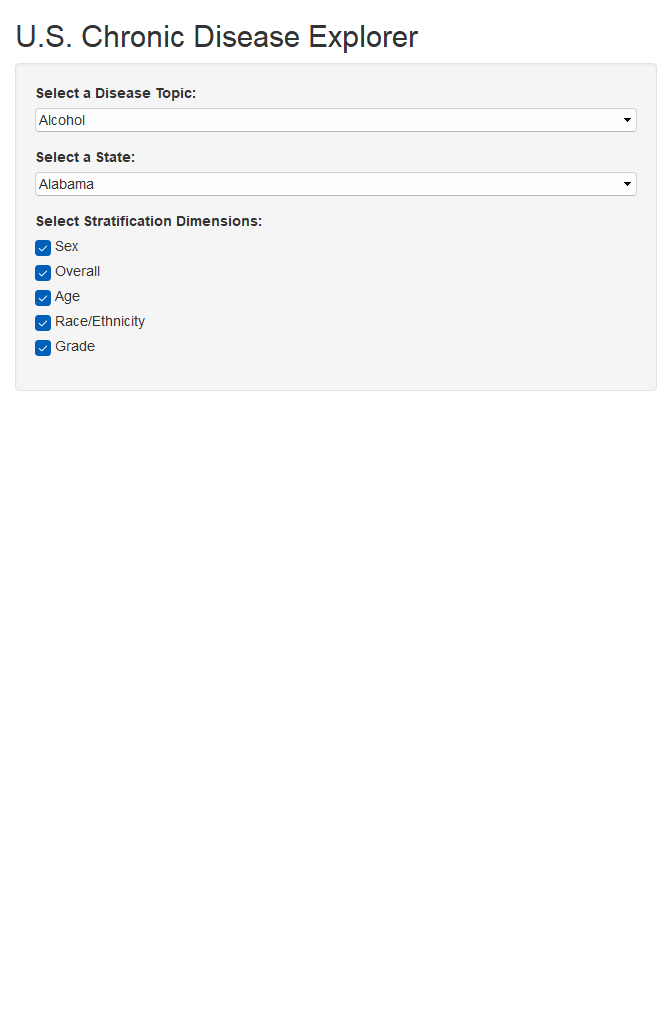 U.S. Chronic Disease Explorer
Select a Disease Topic:
Alcohol
Select a State:
Alabama
Select Stratification Dimensions:
Sex
Overall
Age
Race/Ethnicity
Grade